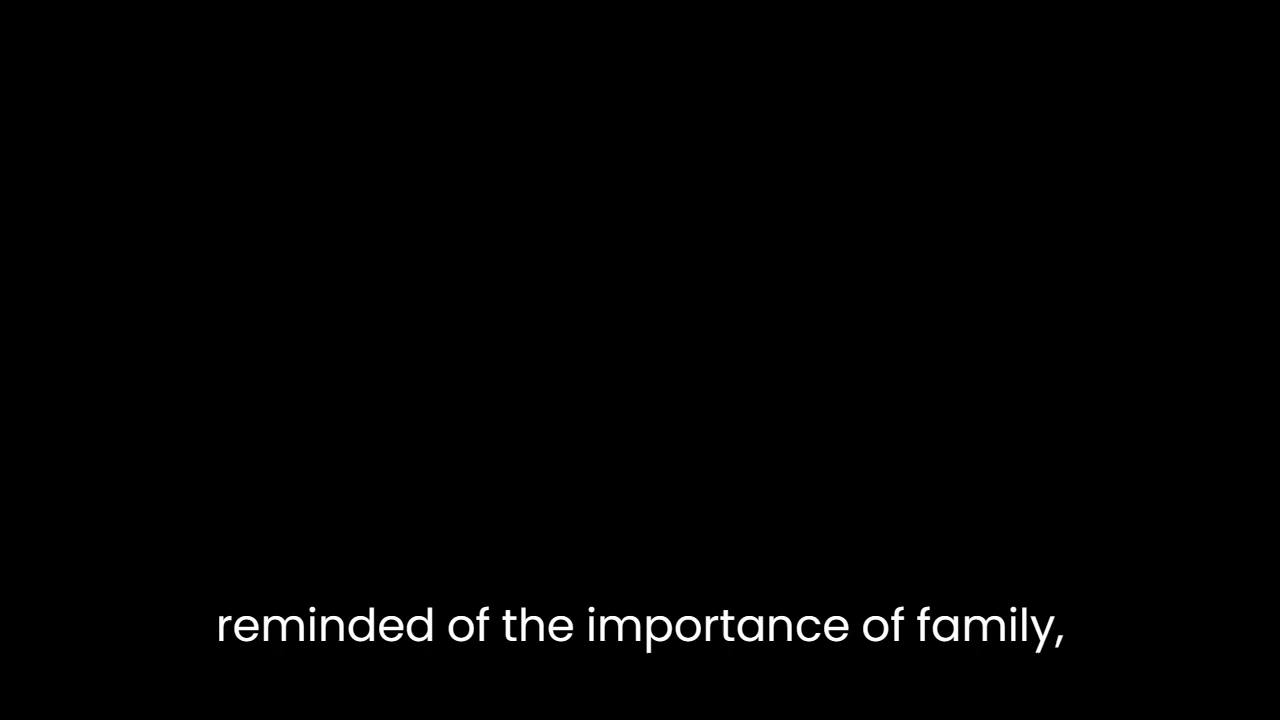 reminded of the importance of family,